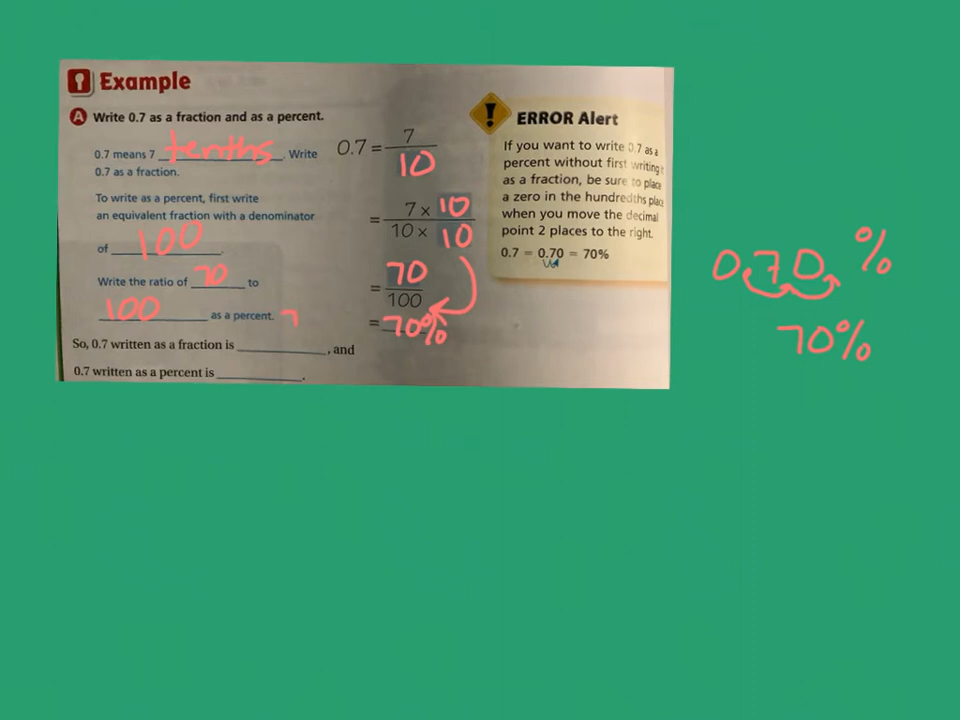 Example
A Write 0.7 as a fraction and as a percent.
0.7 means 7 tenths. Write
0.7 as a fraction.
0.7 = 7/10
To write as a percent, first write
an equivalent fraction with a denominator
of 100.
= 7 × 10 / 10 × 10
Write the ratio of 70 to
100 as a percent. 7
= 70/100
= 70%
So, 0.7 written as a fraction is ____________, and
0.7 written as a percent is ____________.
! ERROR Alert
If you want to write 0.7 as a
percent without first writing it
as a fraction, be sure to place
a zero in the hundredths place
when you move the decimal
point 2 places to the right.
0.7 = 0.70 = 70%
0.70. %
70%